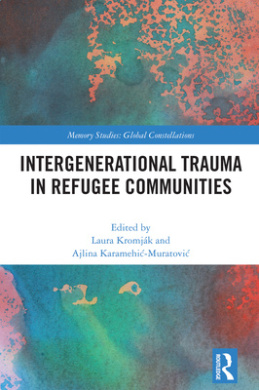 Memory Studies: Global Constellations
INTERGENERATIONAL TRAUMA
IN REFUGEE COMMUNITIES
Edited by
Laura Kromják and
Ajlina Karamehić-Muratović
R
ROUTLEDGE